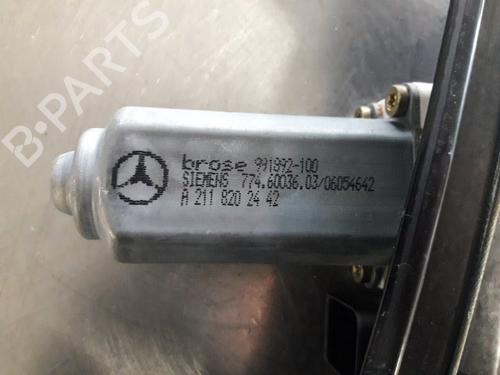 B-PARTS
brose 991892-100
SIEMENS 774.60036.03/06054642
A 211 820 24 42